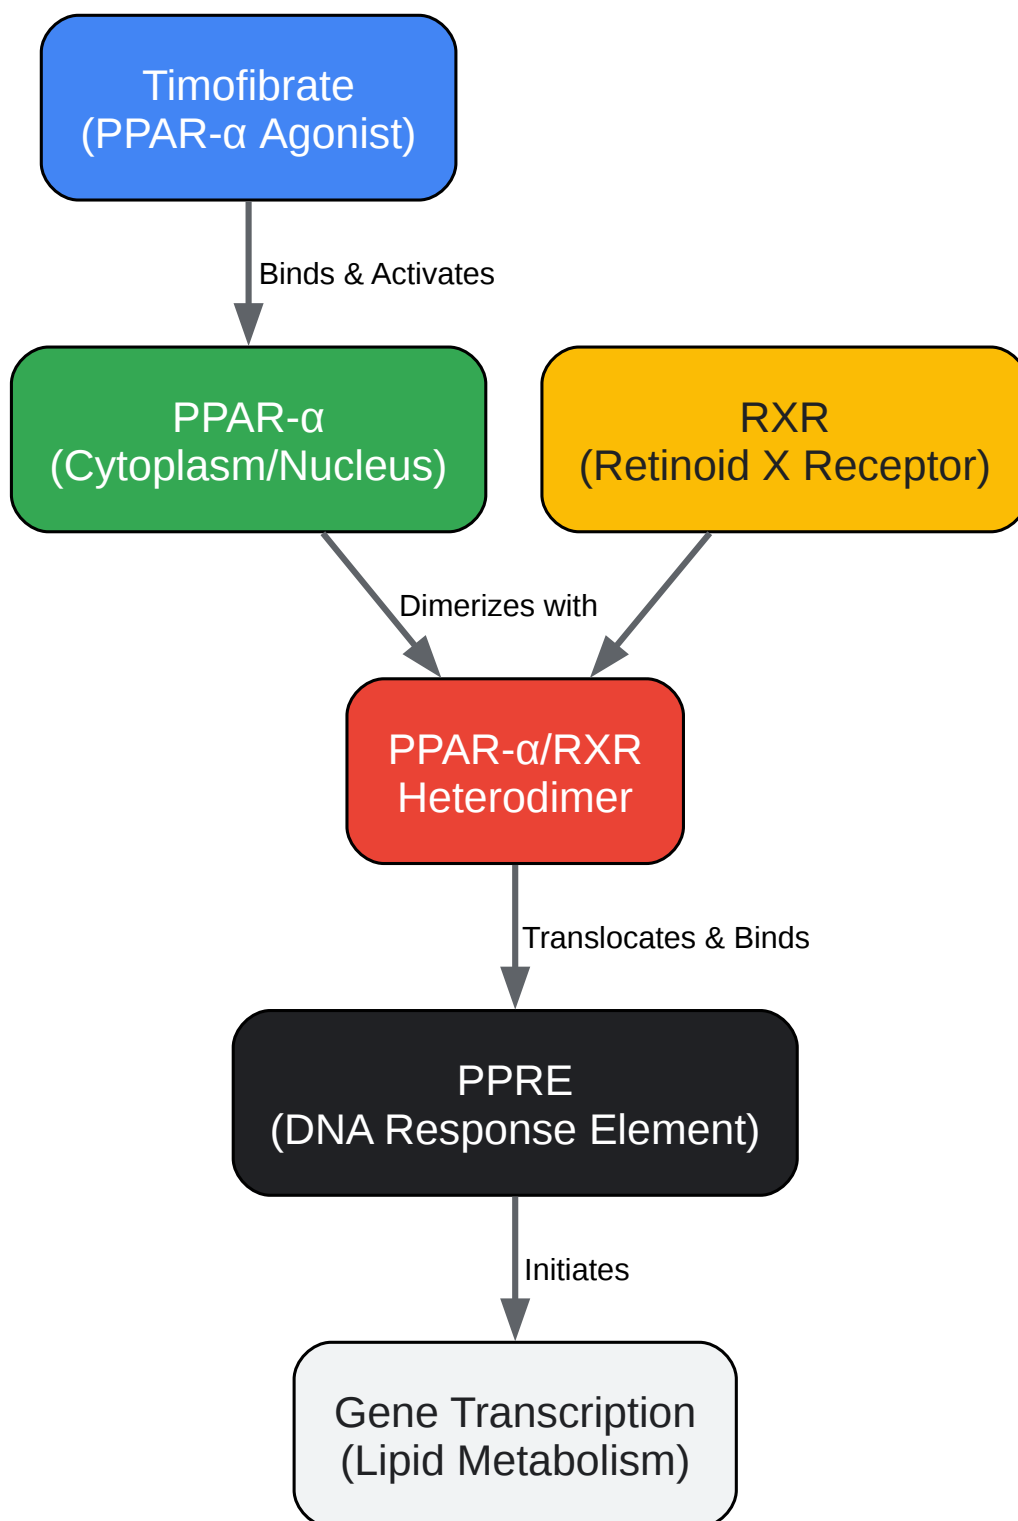 Timofibrate
(PPAR-α Agonist)
Binds & Activates
PPAR-α
(Cytoplasm/Nucleus)
RXR
(Retinoid X Receptor)
Dimerizes with
PPAR-α/RXR
Heterodimer
Translocates & Binds
PPRE
(DNA Response Element)
Initiates
Gene Transcription
(Lipid Metabolism)